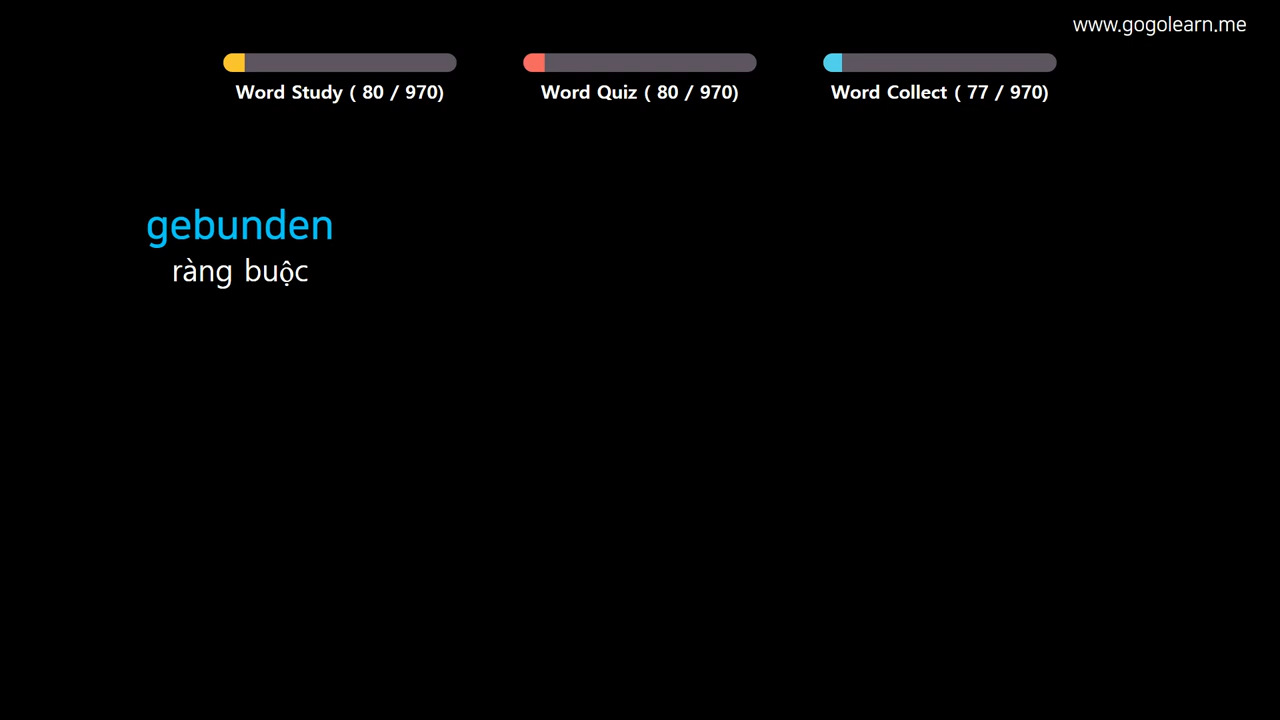 www.gogolearn.me
Word Study ( 80 / 970)
Word Quiz ( 80 / 970)
Word Collect ( 77 / 970)
gebunden
ràng buộc